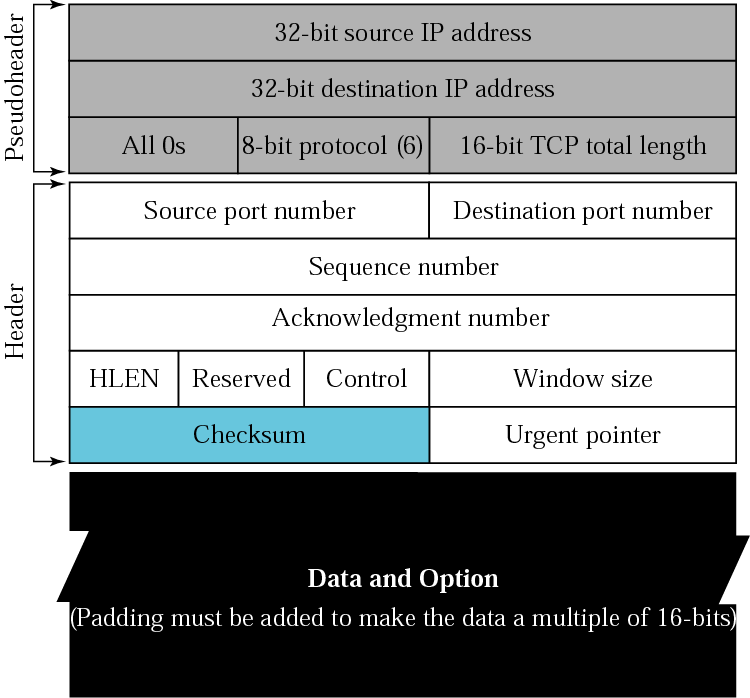 Pseudoheader
32-bit source IP address
32-bit destination IP address
All 0s
8-bit protocol (6)
16-bit TCP total length
Header
Source port number
Destination port number
Sequence number
Acknowledgment number
HLEN
Reserved
Control
Window size
Checksum
Urgent pointer
Data and Option
(Padding must be added to make the data a multiple of 16-bits)